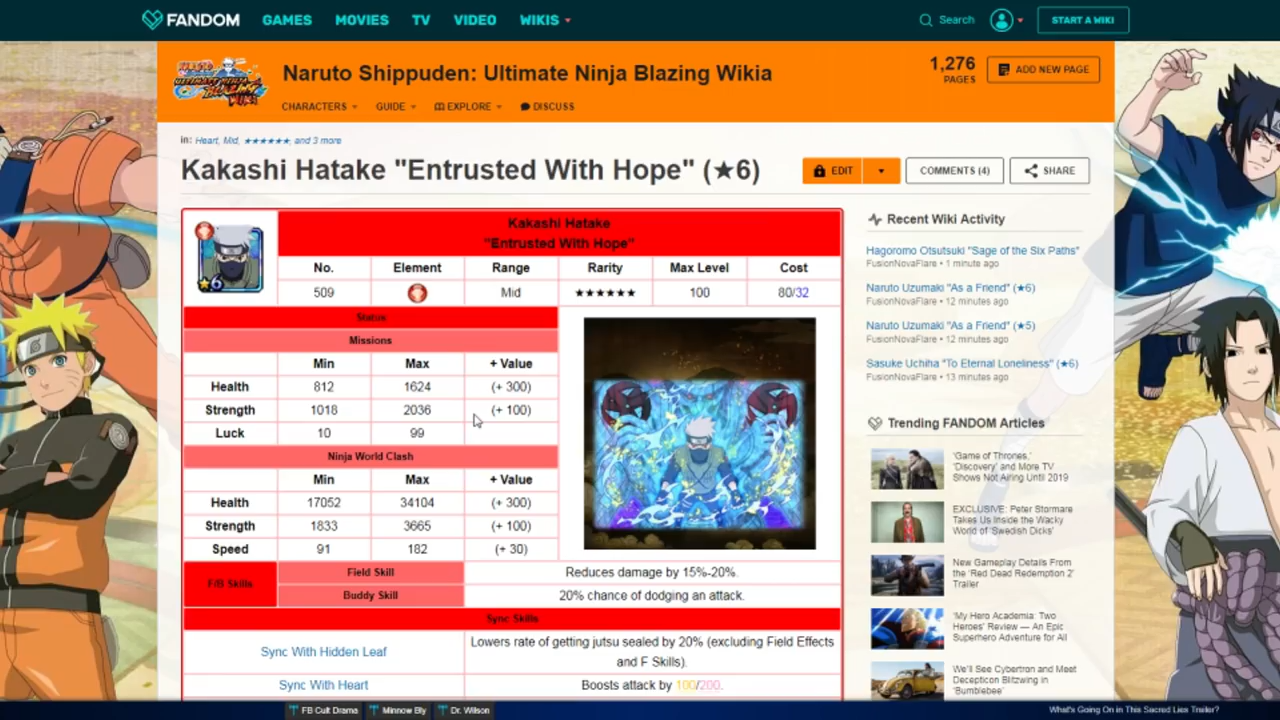 FANDOM GAMES MOVIES TV VIDEO WIKIS Search START A WIKI
Naruto Shippuden: Ultimate Ninja Blazing Wikia
1,276
PAGES
ADD NEW PAGE
CHARACTERS GUIDE EXPLORE DISCUSS
in: Heart, Mid, ★★★★★★, and 3 more
Kakashi Hatake "Entrusted With Hope" (★6)
EDIT COMMENTS (4) SHARE
Kakashi Hatake
"Entrusted With Hope"
★6
No. Element Range Rarity Max Level Cost
509 Mid ★★★★★★ 100 80/32
Status
Missions
Min Max + Value
Health 812 1624 (+ 300)
Strength 1018 2036 (+ 100)
Luck 10 99
Ninja World Clash
Min Max + Value
Health 17052 34104 (+ 300)
Strength 1833 3665 (+ 100)
Speed 91 182 (+ 30)
F/B Skills
Field Skill Reduces damage by 15%-20%.
Buddy Skill 20% chance of dodging an attack.
Sync Skills
Sync With Hidden Leaf
Lowers rate of getting jutsu sealed by 20% (excluding Field Effects
and F Skills).
Sync With Heart Boosts attack by 100/200.
Recent Wiki Activity
Hagoromo Otsutsuki "Sage of the Six Paths"
FusionNovaFlare • 1 minute ago
Naruto Uzumaki "As a Friend" (★6)
FusionNovaFlare • 12 minutes ago
Naruto Uzumaki "As a Friend" (★5)
FusionNovaFlare • 12 minutes ago
Sasuke Uchiha "To Eternal Loneliness" (★6)
FusionNovaFlare • 13 minutes ago
Trending FANDOM Articles
'Game of Thrones,'
'Discovery' and More TV
Shows Not Airing Until 2019
EXCLUSIVE: Peter Stormare
Takes Us Inside the Wacky
World of 'Swedish Dicks'
New Gameplay Details From
the 'Red Dead Redemption 2'
Trailer
'My Hero Academia: Two
Heroes' Review — An Epic
Superhero Adventure for All
We'll See Cybertron and Meet
Decepticon Blitzwing in
'Bumblebee'
FB Cult Drama Minnow Bly Dr. Wilson What's Going On in This Sacred Lies Trailer?